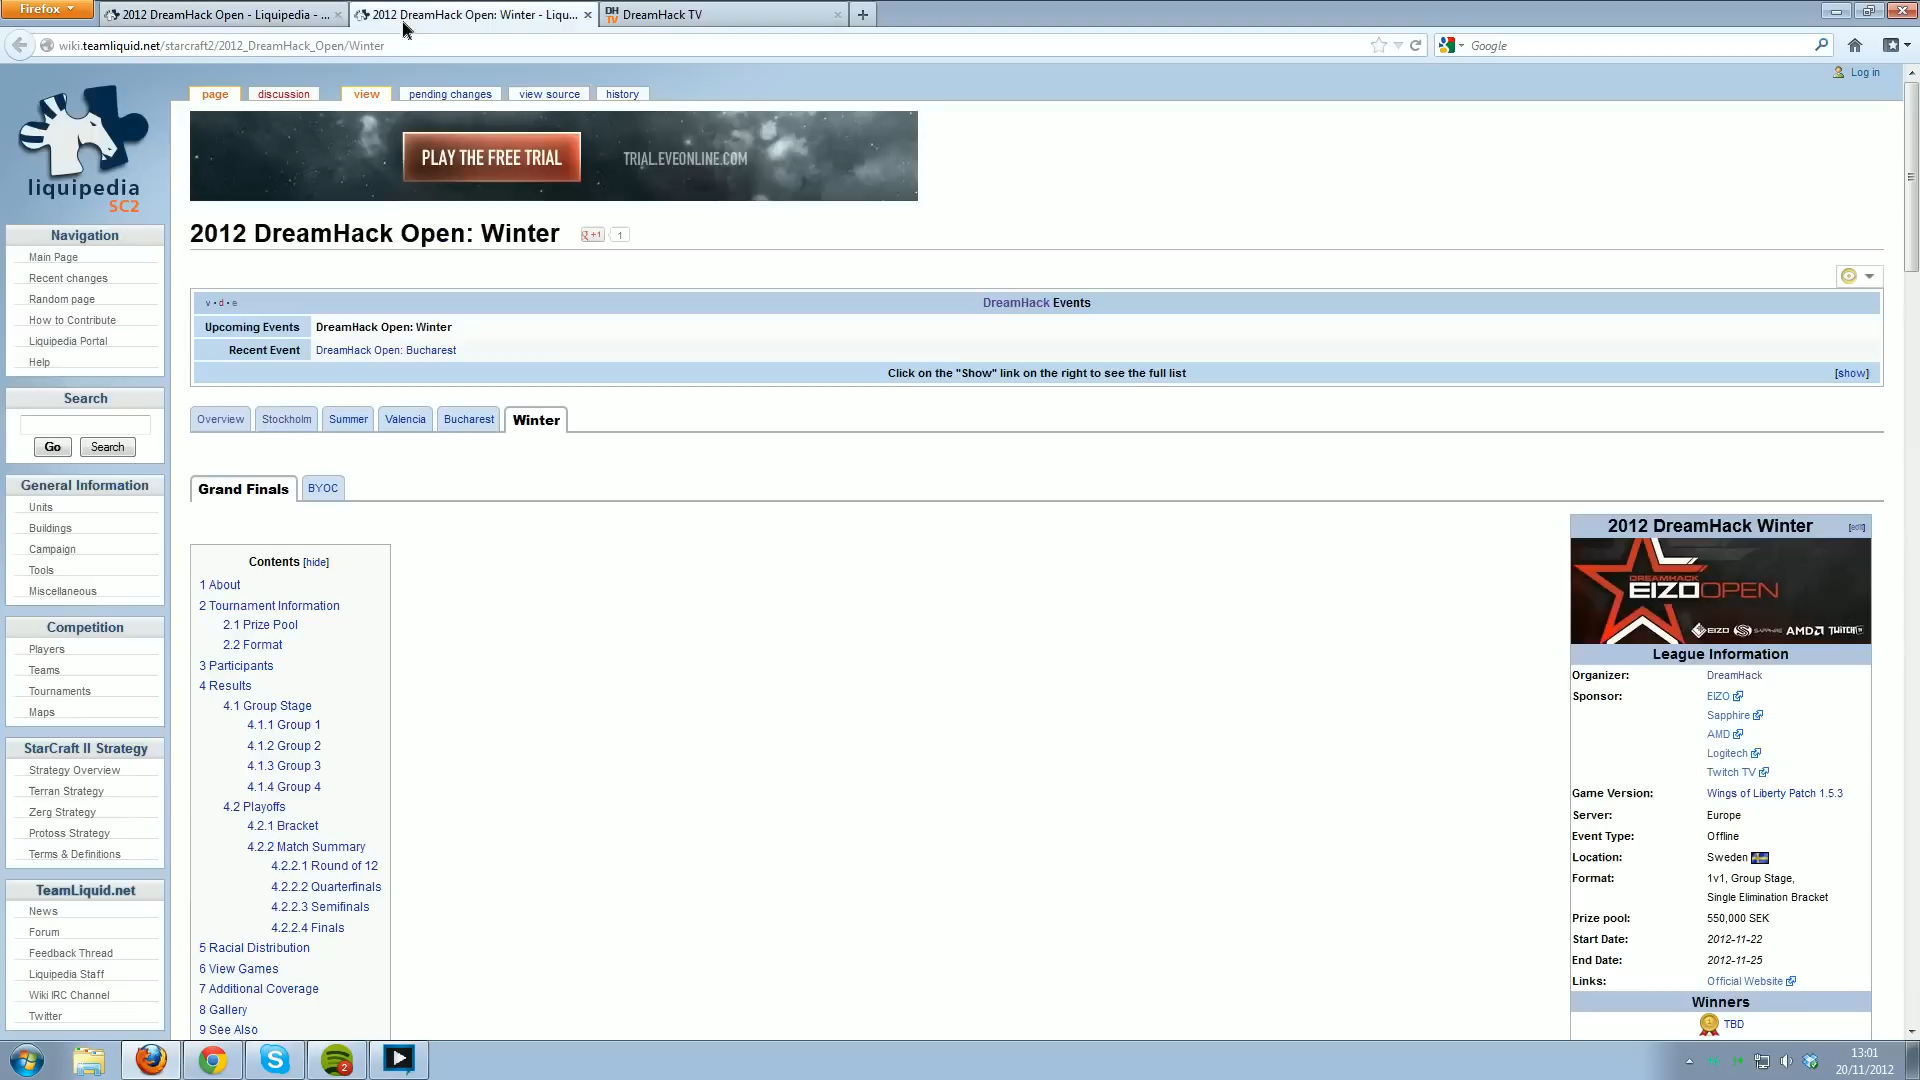 Firefox
2012 DreamHack Open - Liquipedia - ...
2012 DreamHack Open: Winter - Liqu...
DH TV DreamHack TV
wiki.teamliquid.net/starcraft2/2012_DreamHack_Open/Winter
Google
Log in
page
discussion
view
pending changes
view source
history
PLAY THE FREE TRIAL
TRIAL.EVEONLINE.COM
liquipedia
SC2
2012 DreamHack Open: Winter
+1
1
Navigation
Main Page
Recent changes
Random page
How to Contribute
Liquipedia Portal
Help
Search
Go
Search
General Information
Units
Buildings
Campaign
Tools
Miscellaneous
Competition
Players
Teams
Tournaments
Maps
StarCraft II Strategy
Strategy Overview
Terran Strategy
Zerg Strategy
Protoss Strategy
Terms & Definitions
TeamLiquid.net
News
Forum
Feedback Thread
Liquipedia Staff
Wiki IRC Channel
Twitter
v · d · e
DreamHack Events
Upcoming Events DreamHack Open: Winter
Recent Event DreamHack Open: Bucharest
Click on the "Show" link on the right to see the full list
[show]
Overview
Stockholm
Summer
Valencia
Bucharest
Winter
Grand Finals
BYOC
Contents [hide]
1 About
2 Tournament Information
2.1 Prize Pool
2.2 Format
3 Participants
4 Results
4.1 Group Stage
4.1.1 Group 1
4.1.2 Group 2
4.1.3 Group 3
4.1.4 Group 4
4.2 Playoffs
4.2.1 Bracket
4.2.2 Match Summary
4.2.2.1 Round of 12
4.2.2.2 Quarterfinals
4.2.2.3 Semifinals
4.2.2.4 Finals
5 Racial Distribution
6 View Games
7 Additional Coverage
8 Gallery
9 See Also
2012 DreamHack Winter
[edit]
DREAMHACK
EIZOOPEN
EIZO SAPPHIRE AMD TWITCH
League Information
Organizer: DreamHack
Sponsor: EIZO
Sapphire
AMD
Logitech
Twitch TV
Game Version: Wings of Liberty Patch 1.5.3
Server: Europe
Event Type: Offline
Location: Sweden
Format: 1v1, Group Stage,
Single Elimination Bracket
Prize pool: 550,000 SEK
Start Date: 2012-11-22
End Date: 2012-11-25
Links: Official Website
Winners
TBD
2
13:01
20/11/2012